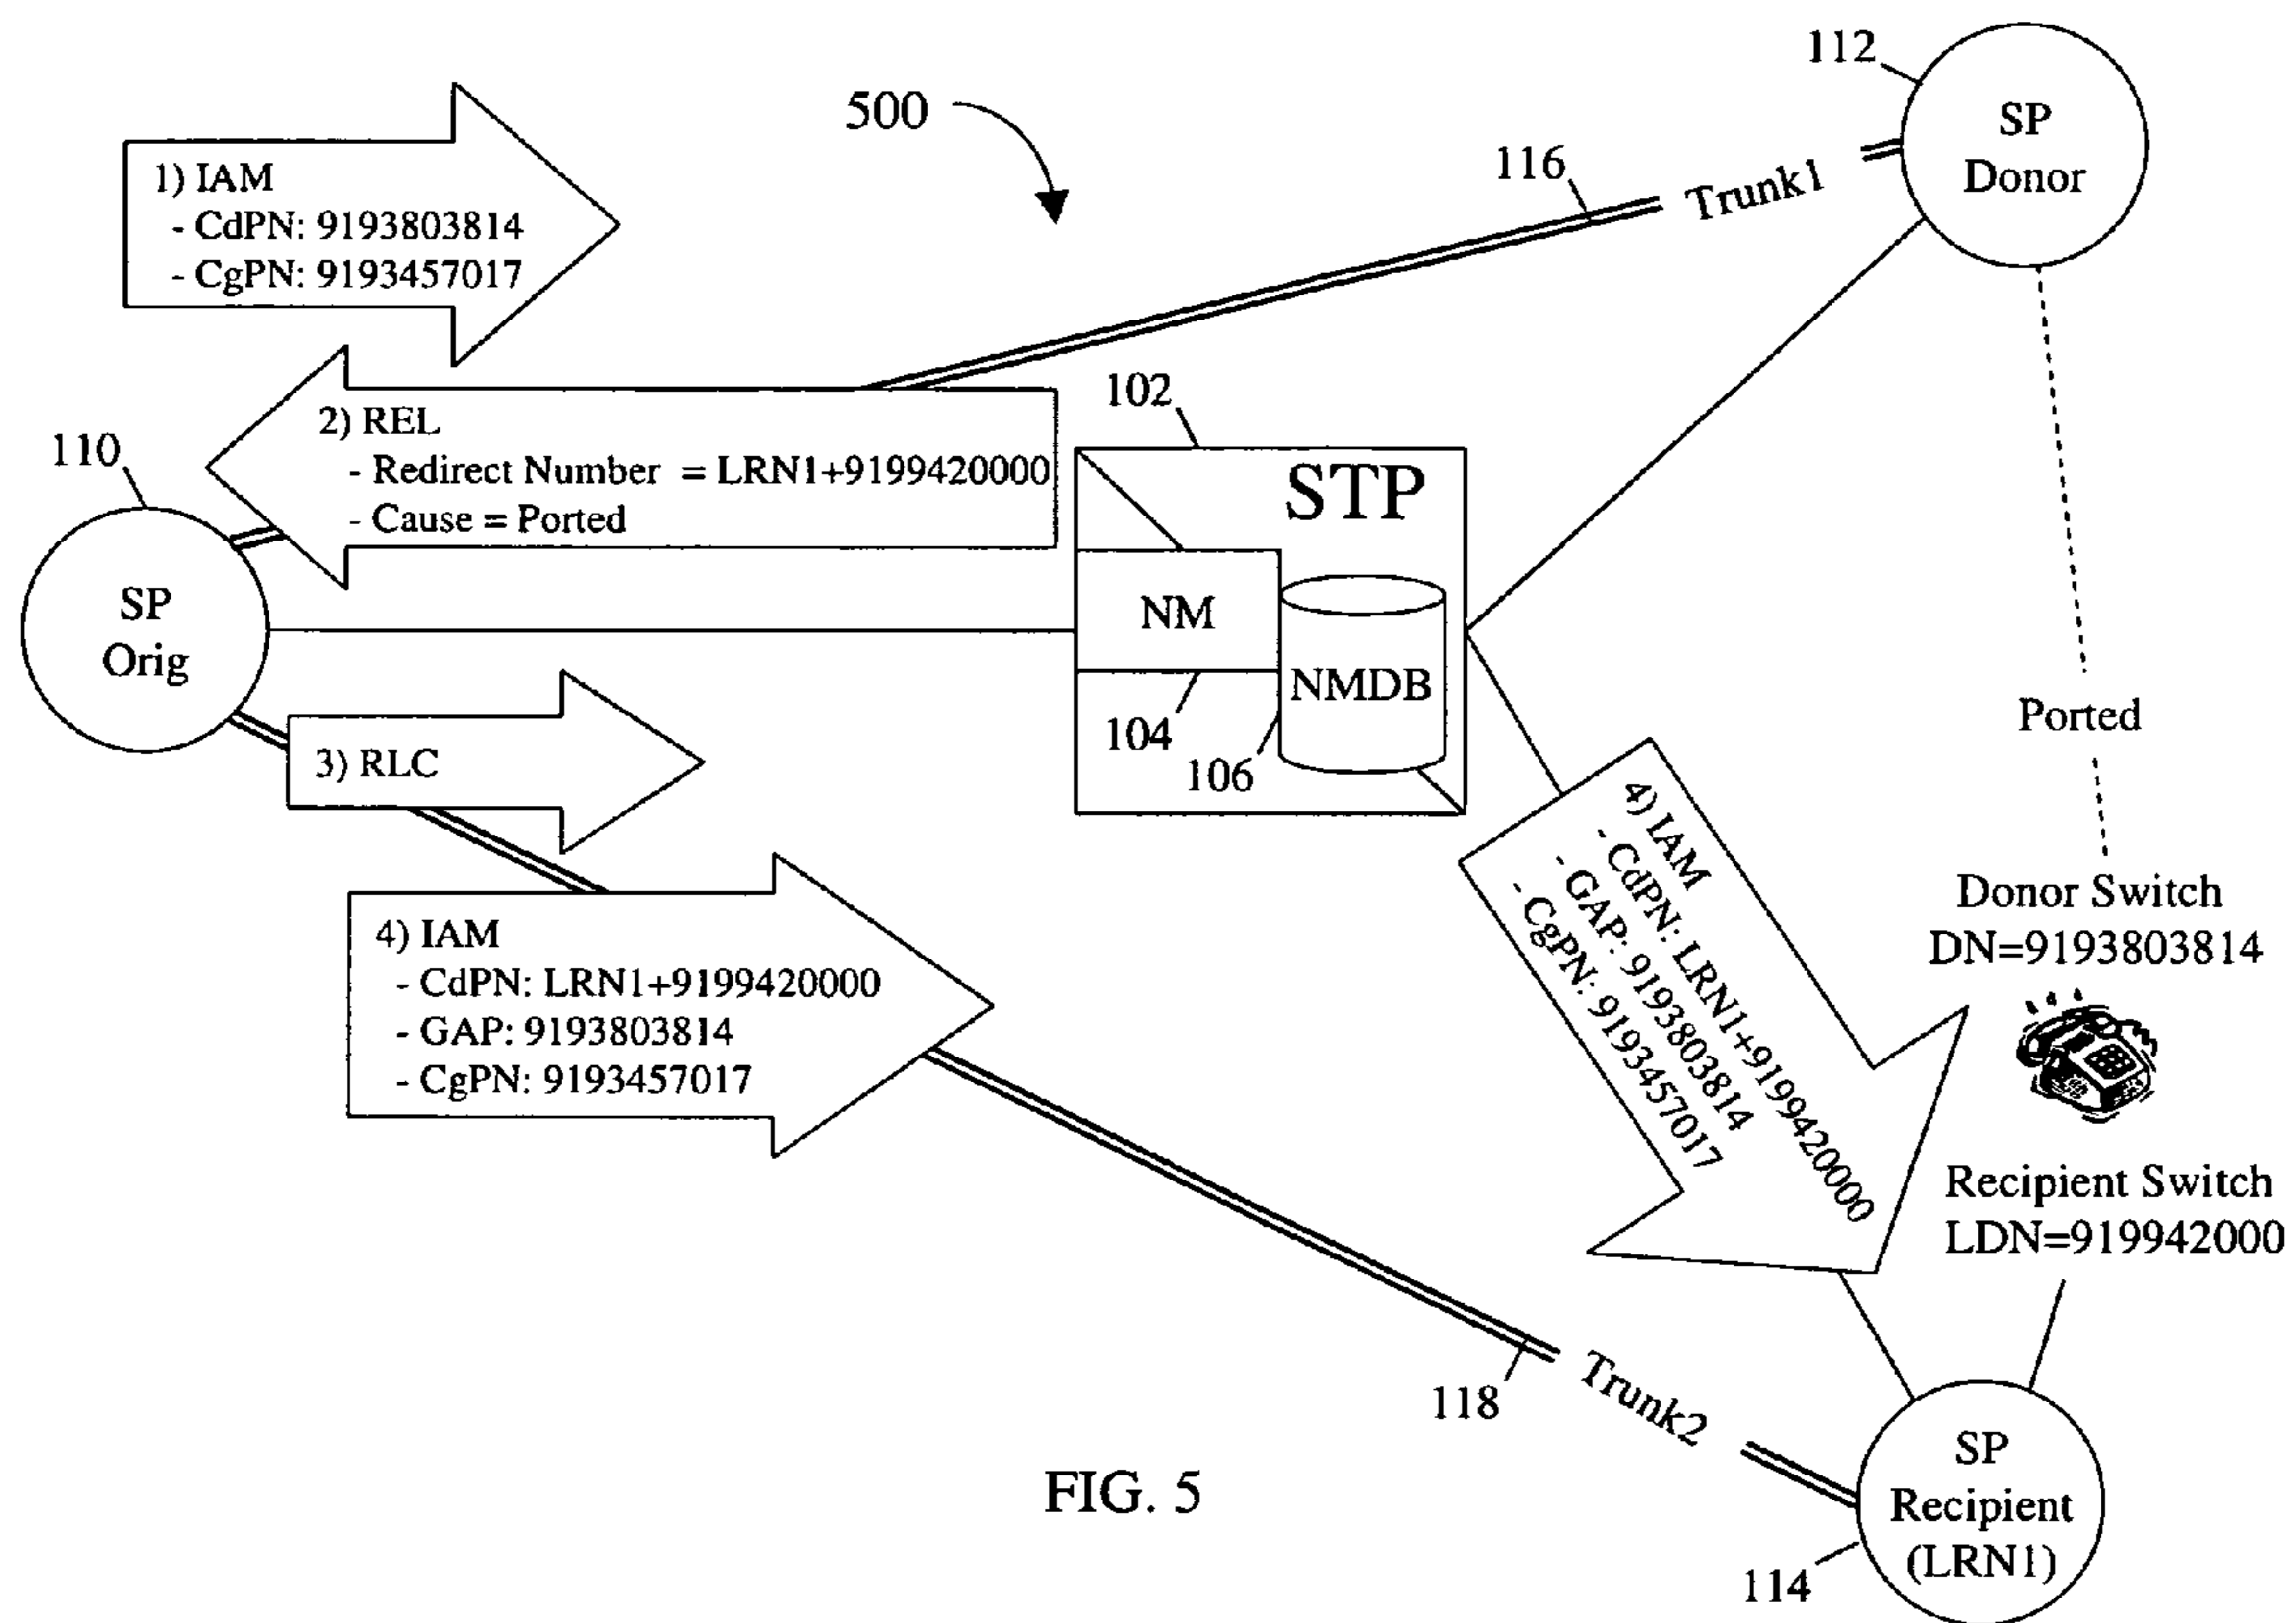 112
SP
Donor
500
116
Trunk1
1) IAM
- CdPN: 9193803814
- CgPN: 9193457017
2) REL
- Redirect Number = LRN1+9199420000
- Cause = Ported
102
STP
110
SP
Orig
NM
NMDB
104
106
3) RLC
Ported
4) IAM
- CdPN: LRN1+9199420000
- GAP: 9193803814
- CgPN: 9193457017
4) IAM
- CdPN: LRN1+9199420000
- GAP: 9193803814
- CgPN: 9193457017
Donor Switch
DN=9193803814
Recipient Switch
LDN=919942000
118
Trunk2
SP
Recipient
(LRN1)
114
FIG. 5